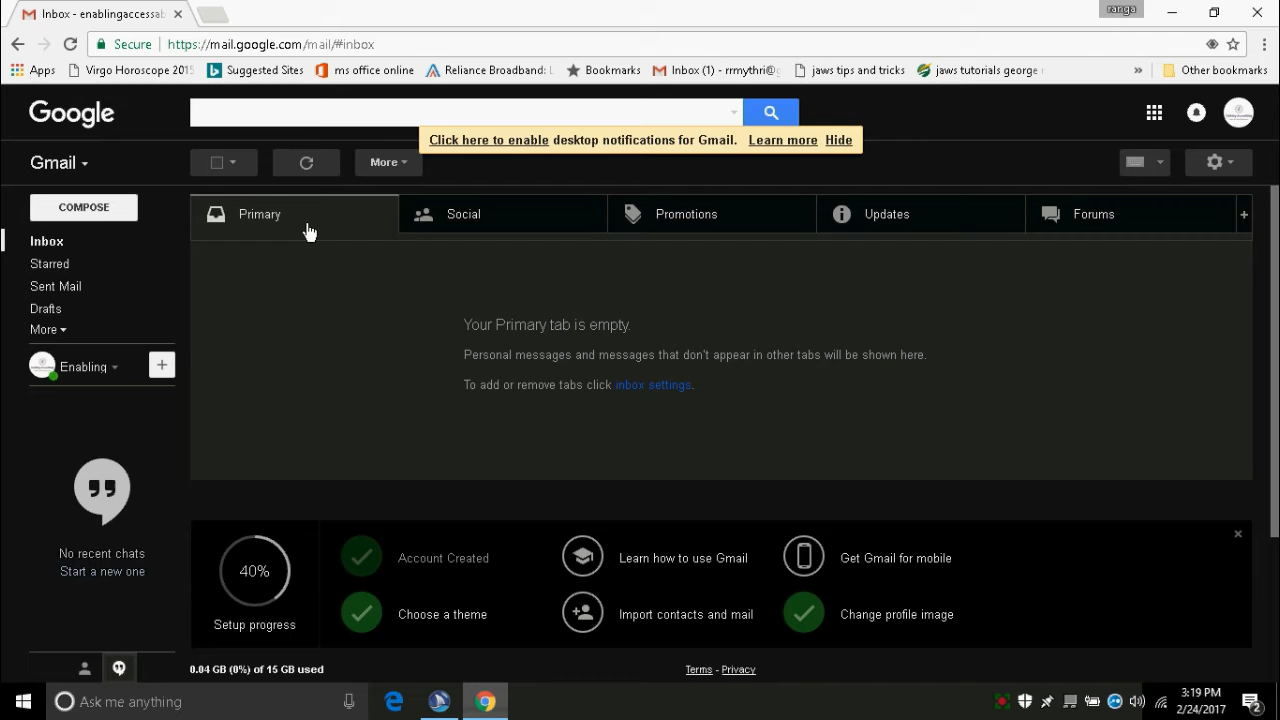 Inbox - enablingaccessab
ranga
Secure
https://mail.google.com/mail/#inbox
Apps
Virgo Horoscope 2015
Suggested Sites
ms office online
Reliance Broadband: L
Bookmarks
Inbox (1) - rrmythri@g
jaws tips and tricks
jaws tutorials george r
»
Other bookmarks
Google
Click here to enable desktop notifications for Gmail. Learn more Hide
Gmail
More
COMPOSE
Primary
Social
Promotions
Updates
Forums
+
Inbox
Starred
Sent Mail
Drafts
More
Enabling
+
Your Primary tab is empty.
Personal messages and messages that don't appear in other tabs will be shown here.
To add or remove tabs click inbox settings.
No recent chats
Start a new one
40%
Setup progress
Account Created
Learn how to use Gmail
Get Gmail for mobile
Choose a theme
Import contacts and mail
Change profile image
0.04 GB (0%) of 15 GB used
Terms - Privacy
Ask me anything
3:19 PM
2/24/2017
2